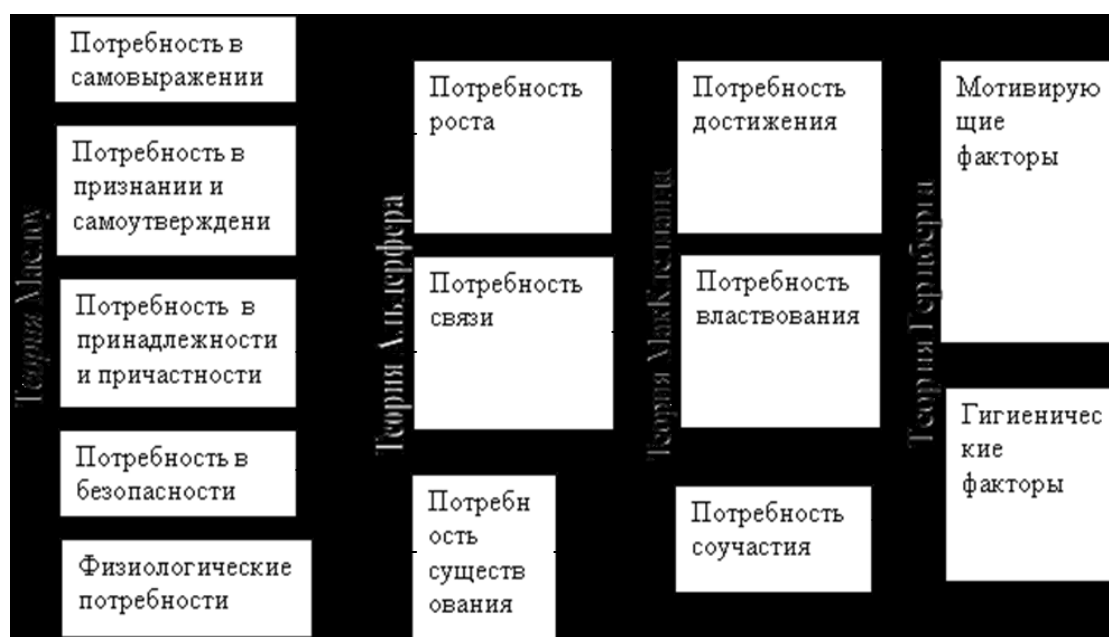 Теория Маслоу
Потребность в
самовыражении
Потребность в
признании и
самоутверждени
Потребность в
принадлежности
и причастности
Потребность в
безопасности
Физиологические
потребности
Теория Альдерфера
Потребность
роста
Потребность
связи
Потребн
ость
существ
ования
Теория МакКлелланда
Потребность
достижения
Потребность
властвования
Потребность
соучастия
Теория Герцберга
Мотивирую
щие
факторы
Гигиеничес
кие
факторы